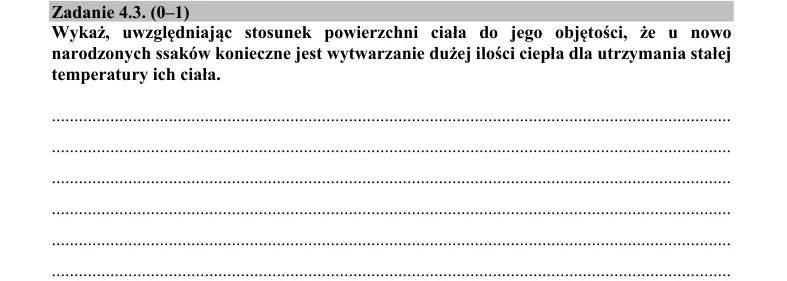 Zadanie 4.3. (0–1)
Wykaż, uwzględniając stosunek powierzchni ciała do jego objętości, że u nowo
narodzonych ssaków konieczne jest wytwarzanie dużej ilości ciepła dla utrzymania stałej
temperatury ich ciała.